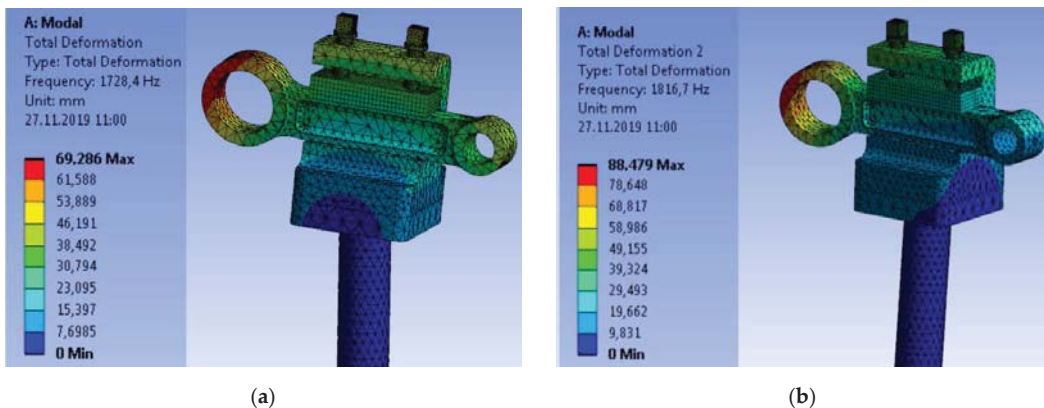 A: Modal
Total Deformation
Type: Total Deformation
Frequency: 1728,4 Hz
Unit: mm
27.11.2019 11:00
69,286 Max
61,588
53,889
46,191
38,492
30,794
23,095
15,397
7,6985
0 Min
(a)
A: Modal
Total Deformation 2
Type: Total Deformation
Frequency: 1816,7 Hz
Unit: mm
27.11.2019 11:00
88,479 Max
78,648
68,817
58,986
49,155
39,324
29,493
19,662
9,831
0 Min
(b)